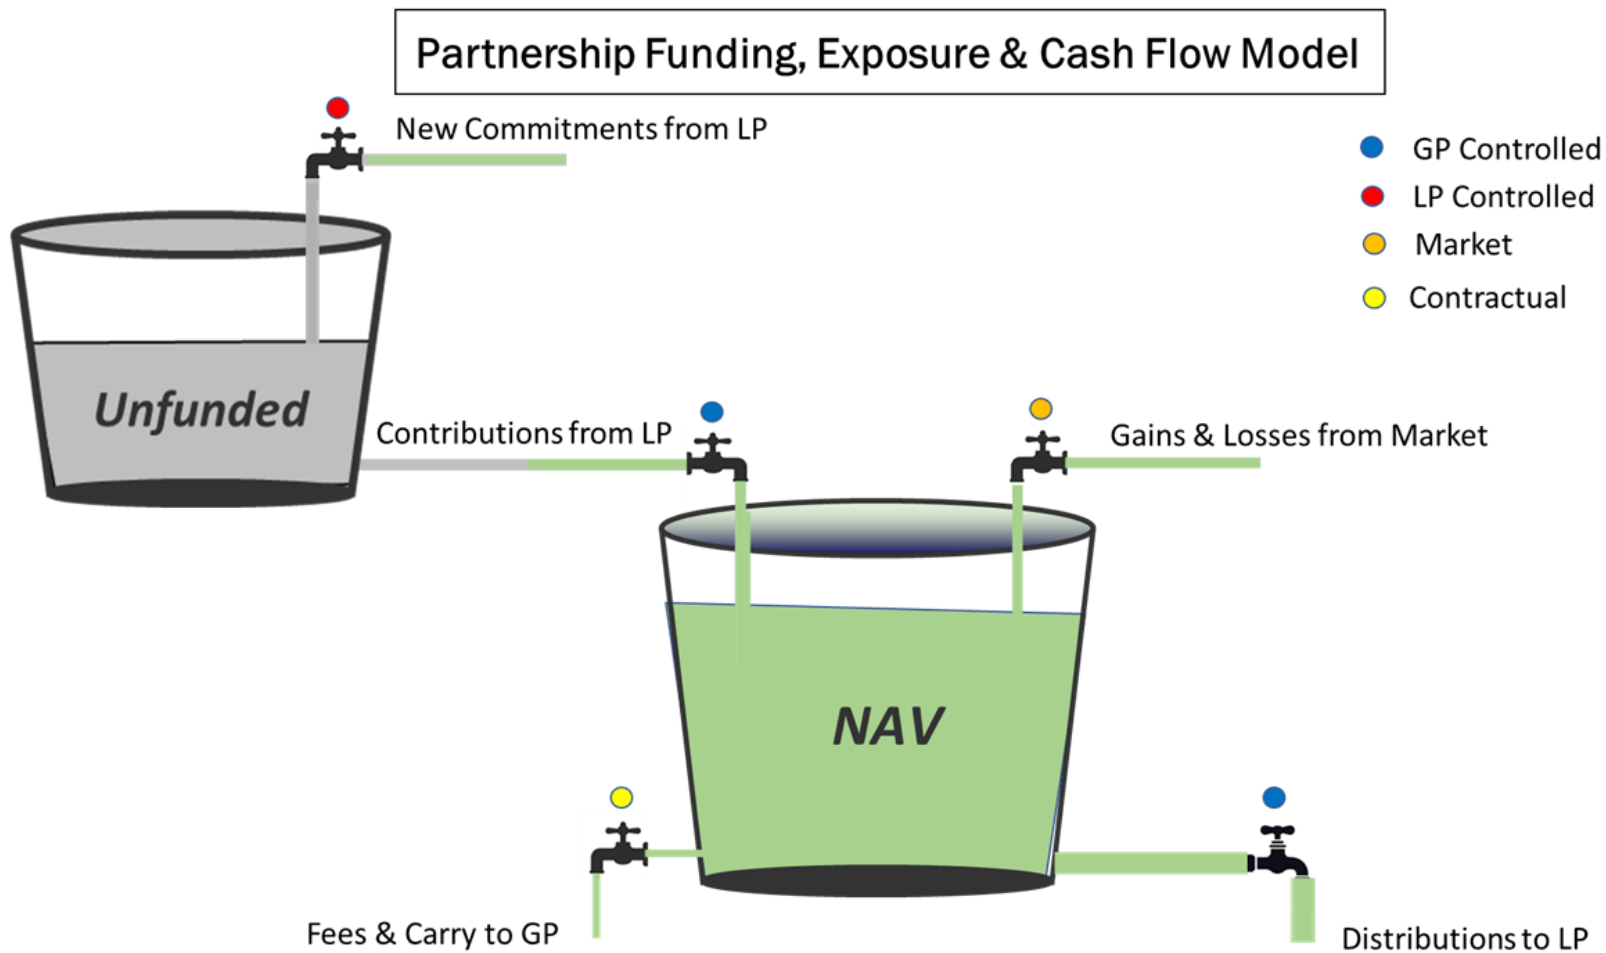 Partnership Funding, Exposure & Cash Flow Model
New Commitments from LP
GP Controlled
LP Controlled
Market
Contractual
Unfunded
Contributions from LP
Gains & Losses from Market
NAV
Fees & Carry to GP
Distributions to LP